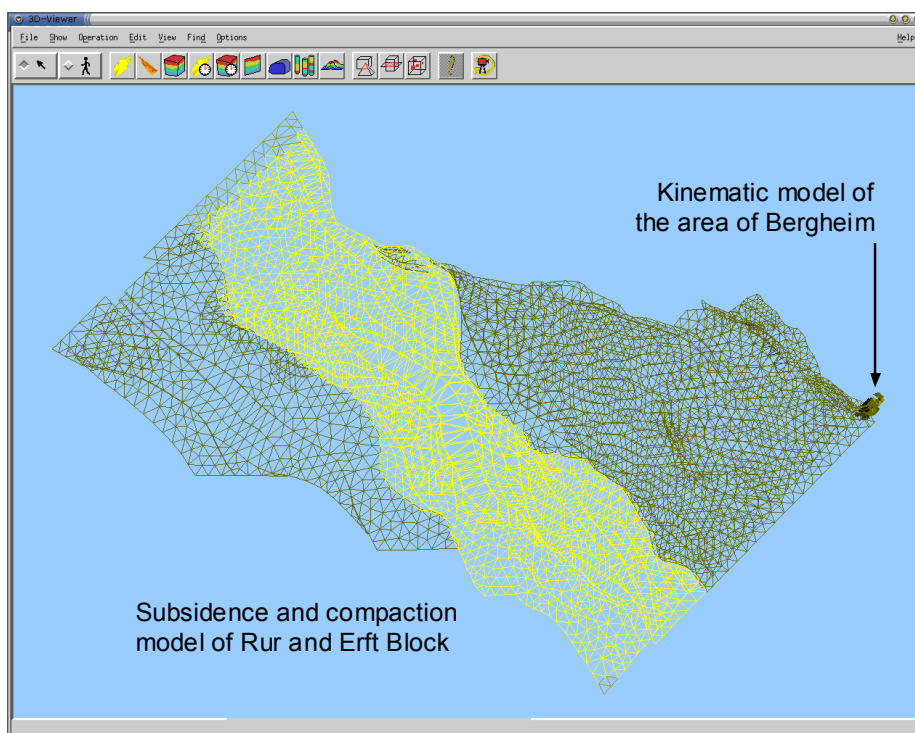 3D-Viewer
File Show Operation Edit View Find Options Help
Kinematic model of
the area of Bergheim
Subsidence and compaction
model of Rur and Erft Block